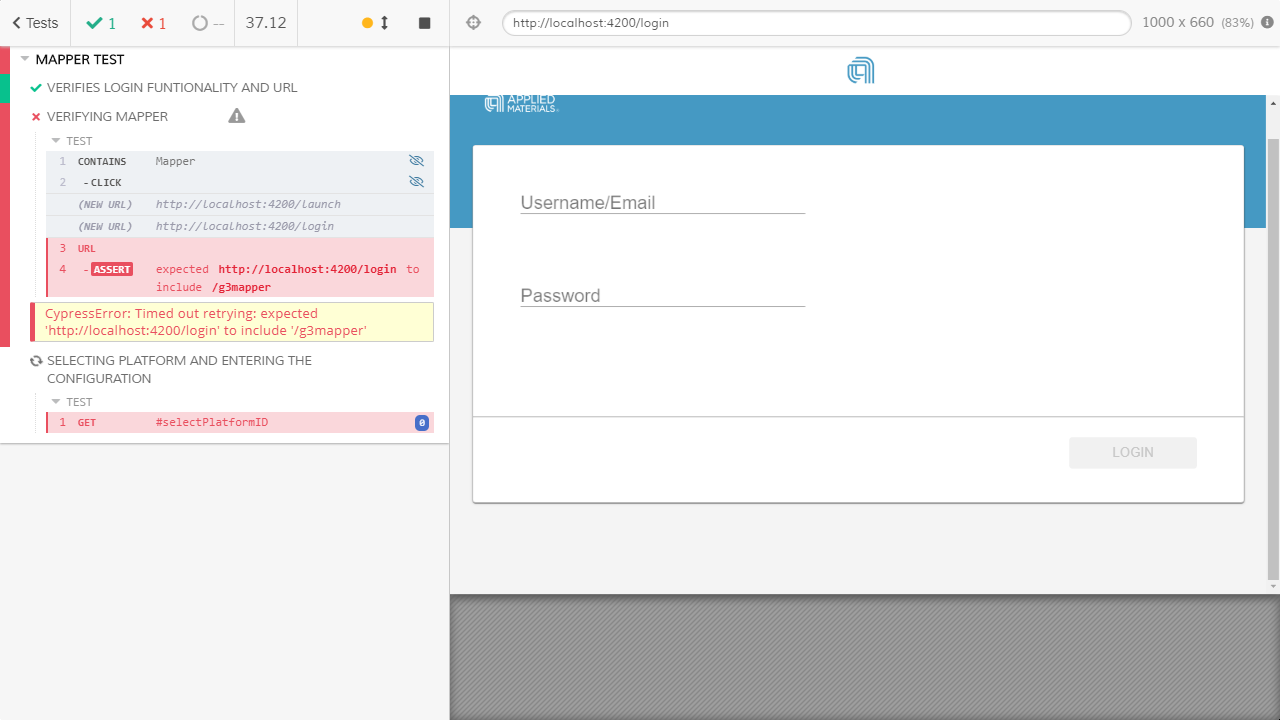 Tests
1
1
--
37.12
http://localhost:4200/login
1000 x 660 (83%)
MAPPER TEST
VERIFIES LOGIN FUNTIONALITY AND URL
VERIFYING MAPPER
TEST
1 CONTAINS Mapper
2 - CLICK
(NEW URL) http://localhost:4200/launch
(NEW URL) http://localhost:4200/login
3 URL
4 - ASSERT expected http://localhost:4200/login to
include /g3mapper
CypressError: Timed out retrying: expected
'http://localhost:4200/login' to include '/g3mapper'
SELECTING PLATFORM AND ENTERING THE
CONFIGURATION
TEST
1 GET #selectPlatformID 0
APPLIED
MATERIALS
Username/Email
Password
LOGIN